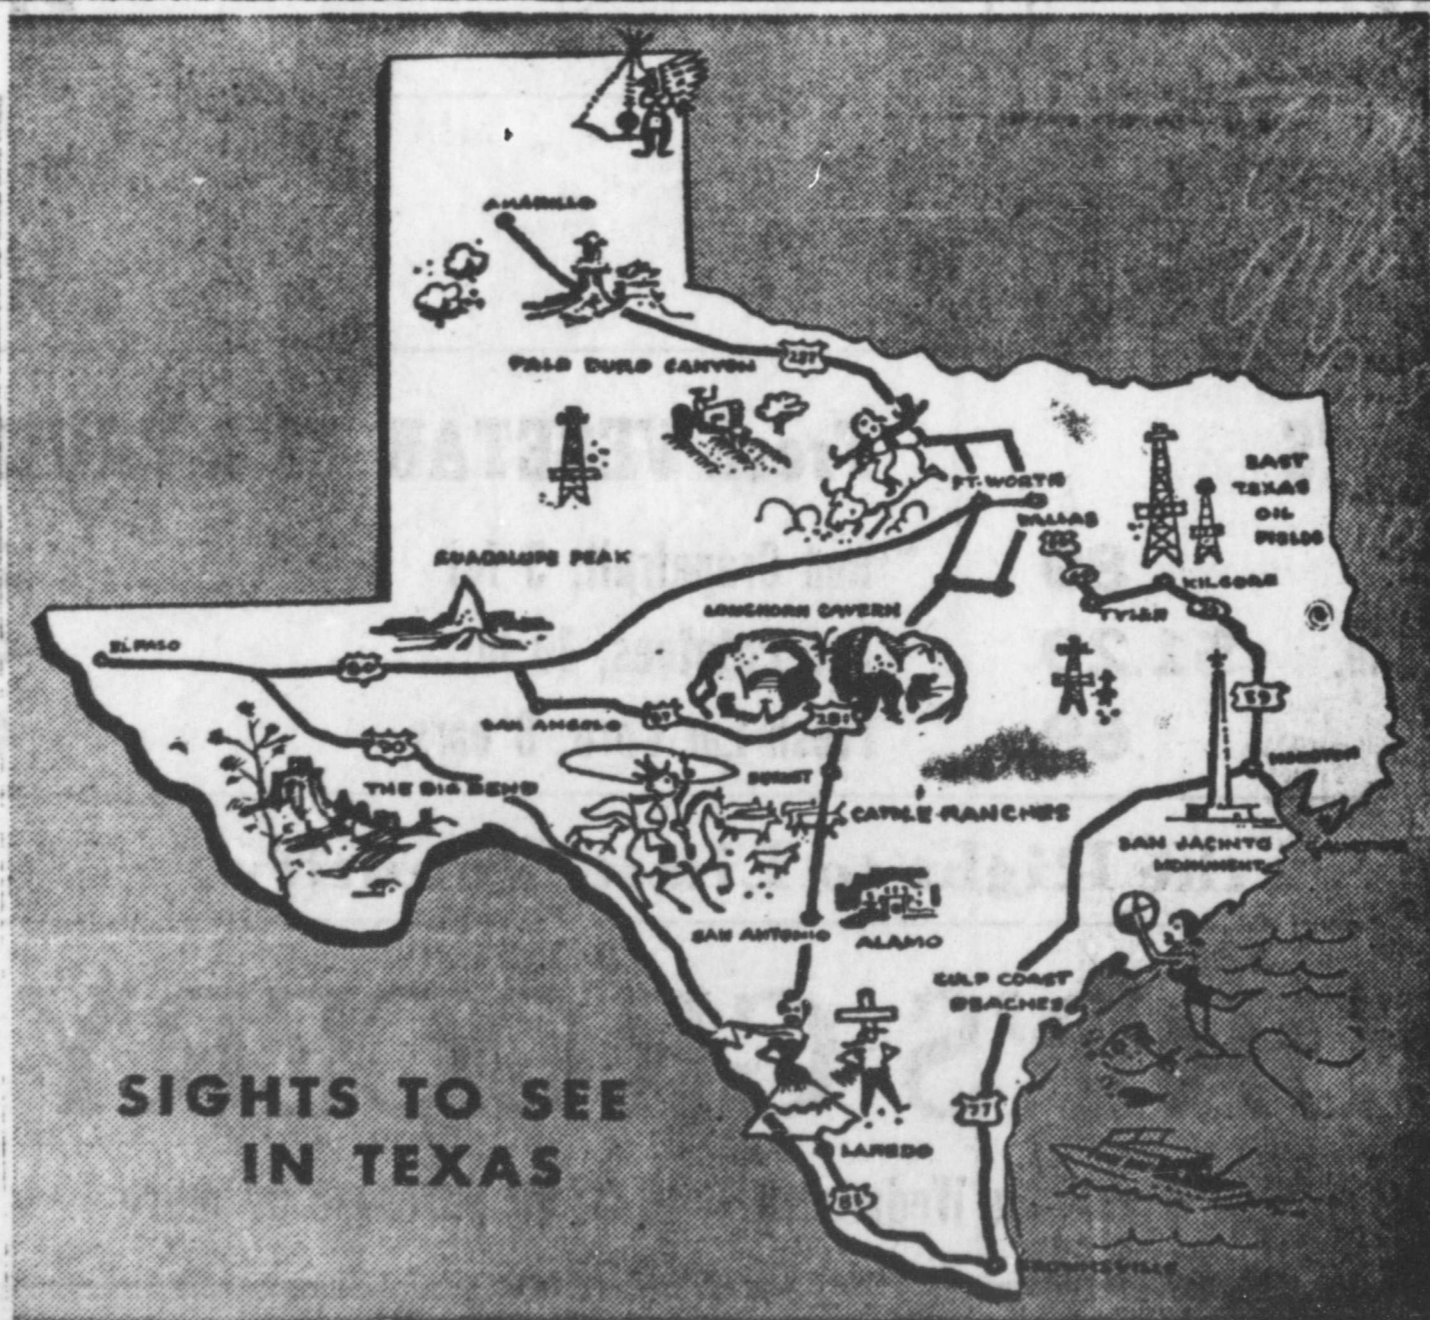 AMARILLO
PALO DURO CANYON
287
FT. WORTH
DALLAS
EAST
TEXAS
OIL
FIELDS
GUADALUPE PEAK
KILGORE
TYLER
LONGHORN CAVERN
EL PASO
80
SAN ANGELO
87
281
59
90
THE BIG BEND
BURNET
HOUSTON
CATTLE RANCHES
SAN JACINTO
MONUMENT
GALVESTON
SAN ANTONIO
ALAMO
GULF COAST
BEACHES
SIGHTS TO SEE
IN TEXAS
77
LAREDO
BROWNSVILLE